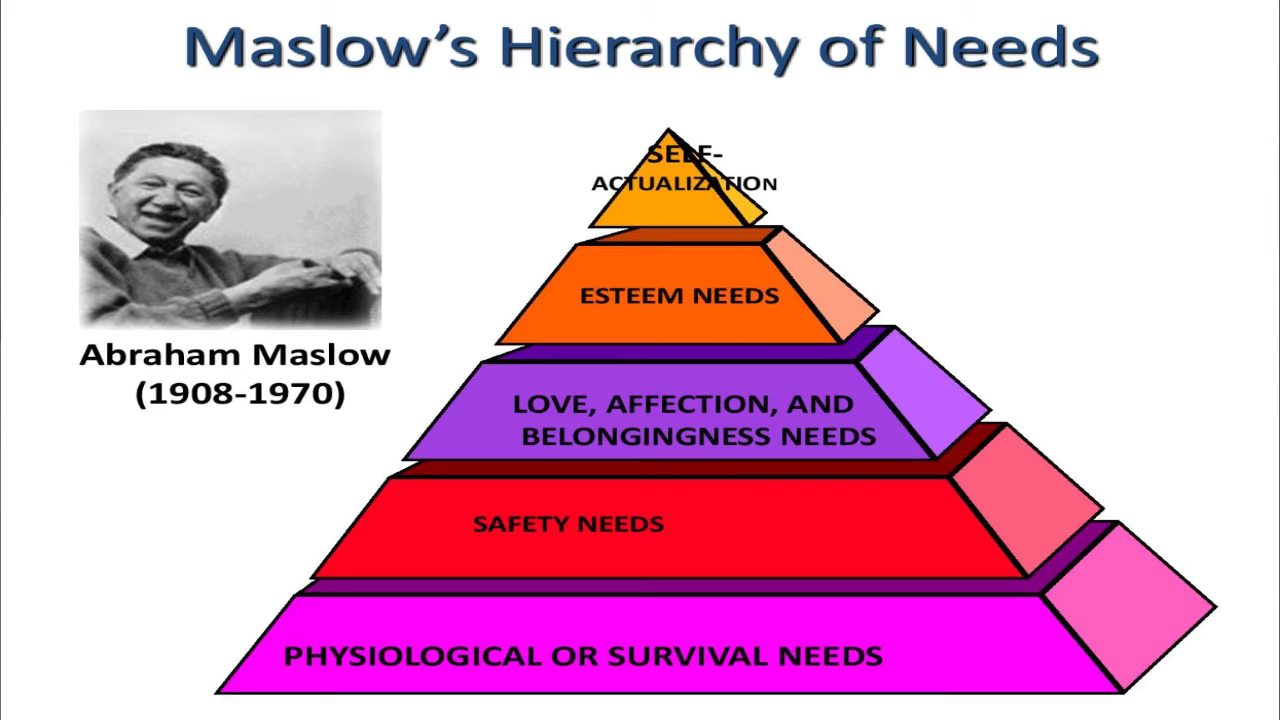 Maslow’s Hierarchy of Needs
Abraham Maslow
(1908-1970)
SELF-
ACTUALIZATION
ESTEEM NEEDS
LOVE, AFFECTION, AND
BELONGINGNESS NEEDS
SAFETY NEEDS
PHYSIOLOGICAL OR SURVIVAL NEEDS